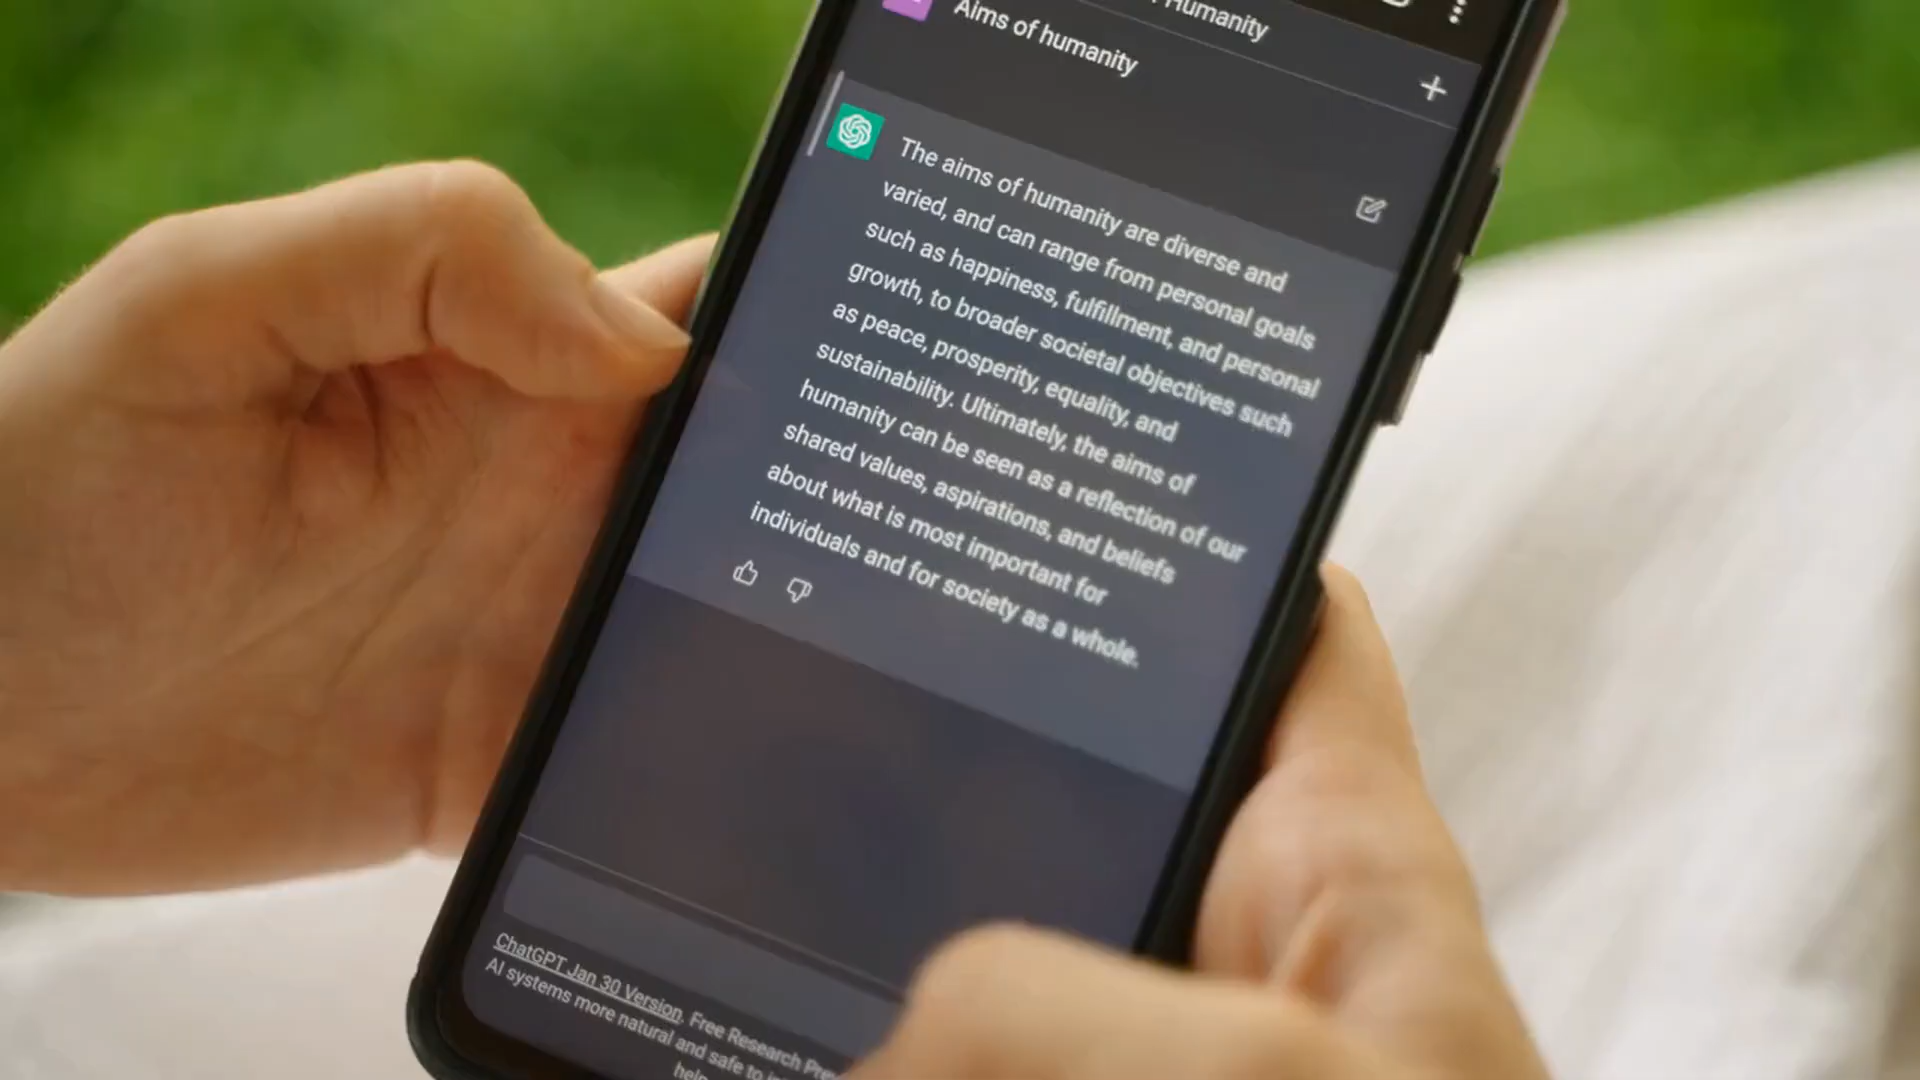 Humanity
Aims of humanity
The aims of humanity are diverse and
varied, and can range from personal goals
such as happiness, fulfillment, and personal
growth, to broader societal objectives such
as peace, prosperity, equality, and
sustainability. Ultimately, the aims of
humanity can be seen as a reflection of our
shared values, aspirations, and beliefs
about what is most important for
individuals and for society as a whole.
ChatGPT Jan 30 Version. Free Research
AI systems more natural and safe to